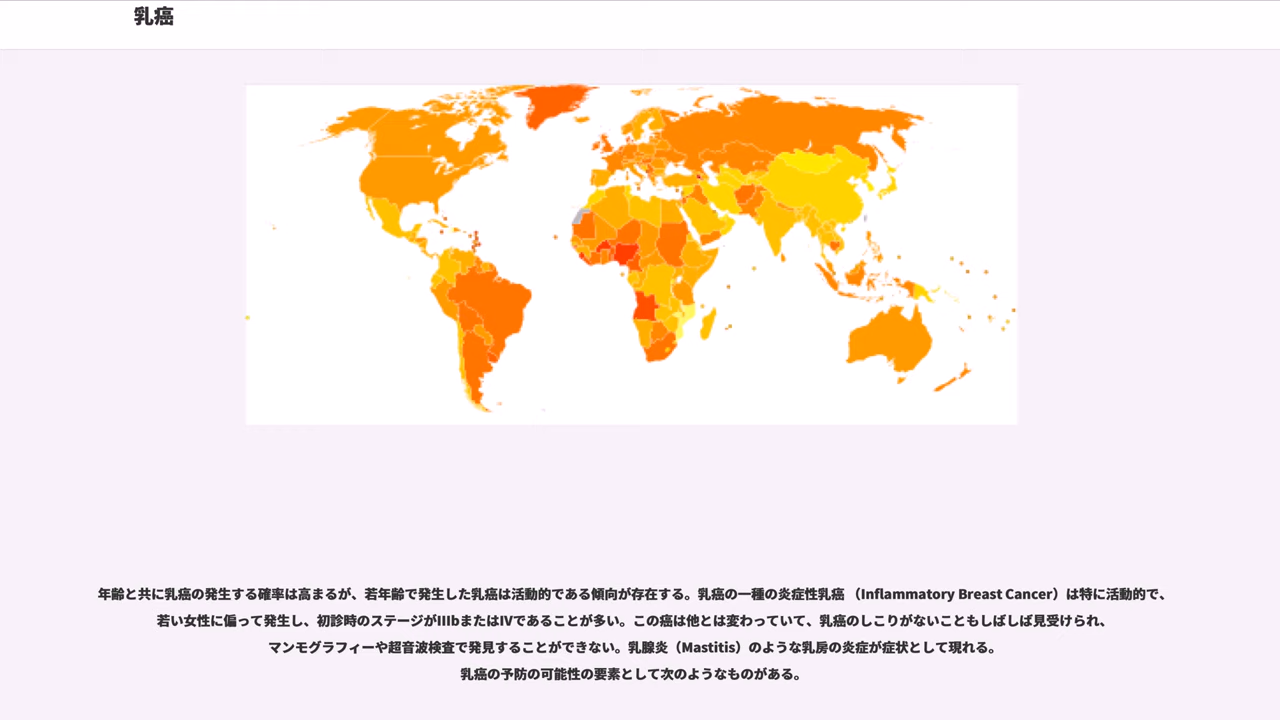 乳癌
年齢と共に乳癌の発生する確率は高まるが、若年齢で発生した乳癌は活動的である傾向が存在する。乳癌の一種の炎症性乳癌 （Inflammatory Breast Cancer）は特に活動的で、
若い女性に偏って発生し、初診時のステージがIIIbまたはIVであることが多い。この癌は他とは変わっていて、乳癌のしこりがないこともしばしば見受けられ、
マンモグラフィーや超音波検査で発見することができない。乳腺炎（Mastitis）のような乳房の炎症が症状として現れる。
乳癌の予防の可能性の要素として次のようなものがある。